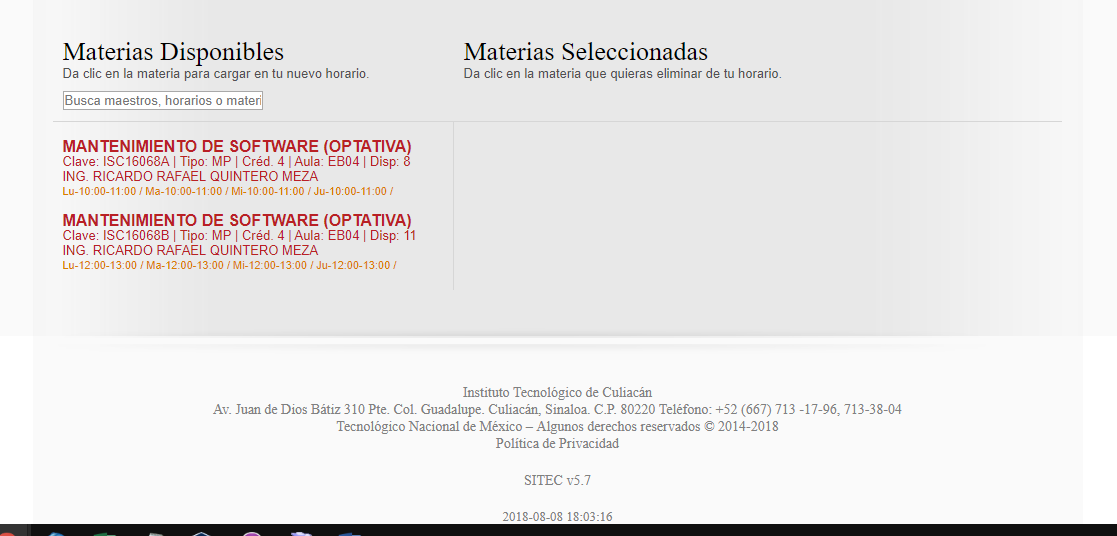 Materias Disponibles
Da clic en la materia para cargar en tu nuevo horario.
Busca maestros, horarios o materi
MANTENIMIENTO DE SOFTWARE (OPTATIVA)
Clave: ISC16068A | Tipo: MP | Créd. 4 | Aula: EB04 | Disp: 8
ING. RICARDO RAFAEL QUINTERO MEZA
Lu-10:00-11:00 / Ma-10:00-11:00 / Mi-10:00-11:00 / Ju-10:00-11:00 /
MANTENIMIENTO DE SOFTWARE (OPTATIVA)
Clave: ISC16068B | Tipo: MP | Créd. 4 | Aula: EB04 | Disp: 11
ING. RICARDO RAFAEL QUINTERO MEZA
Lu-12:00-13:00 / Ma-12:00-13:00 / Mi-12:00-13:00 / Ju-12:00-13:00 /
Materias Seleccionadas
Da clic en la materia que quieras eliminar de tu horario.
Instituto Tecnológico de Culiacán
Av. Juan de Dios Bátiz 310 Pte. Col. Guadalupe. Culiacán, Sinaloa. C.P. 80220 Teléfono: +52 (667) 713 -17-96, 713-38-04
Tecnológico Nacional de México – Algunos derechos reservados © 2014-2018
Política de Privacidad
SITEC v5.7
2018-08-08 18:03:16